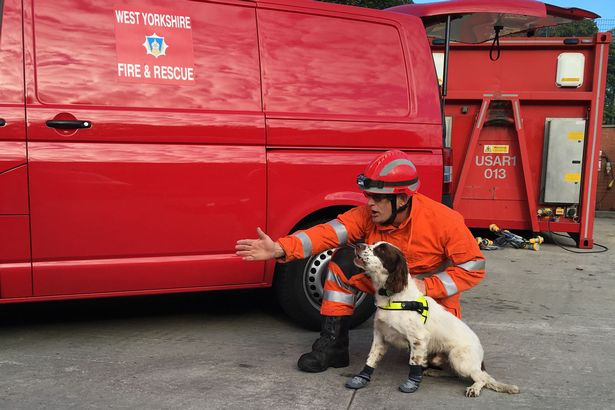 WEST YORKSHIRE
FIRE & RESCUE
USAR1
013